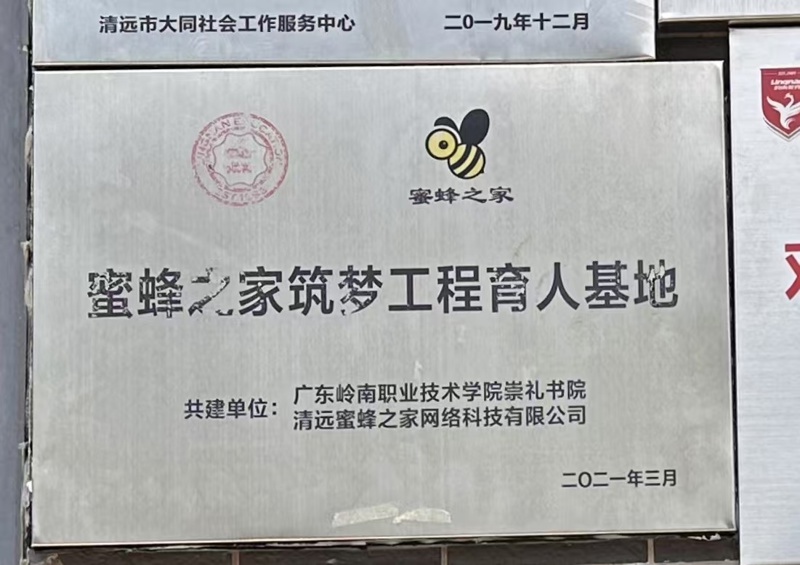 清远市大同社会工作服务中心 二〇一九年十二月
蜜蜂之家
蜜蜂之家筑梦工程育人基地
共建单位：
广东岭南职业技术学院崇礼书院
清远蜜蜂之家网络科技有限公司
二〇二一年三月